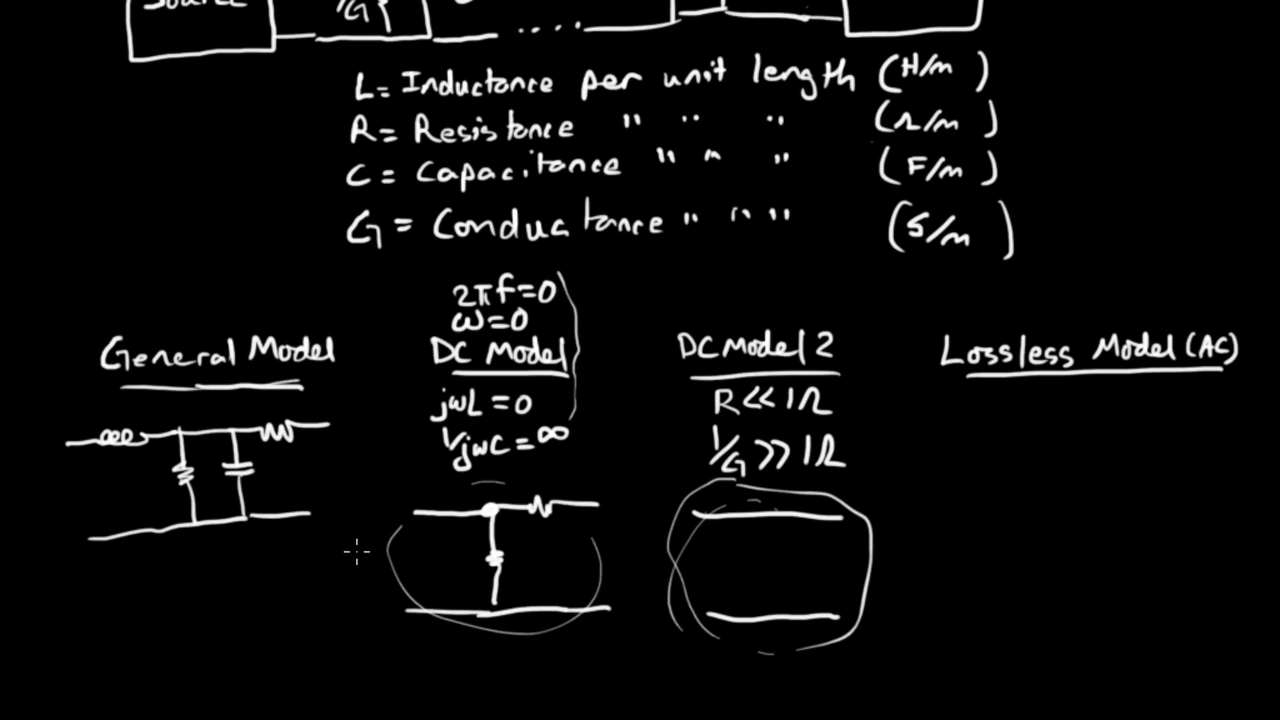 Source
1/G
L= Inductance per unit length (H/m)
R= Resistance " " " (Ω/m)
C= Capacitance " " " (F/m)
G= Conductance " " " (S/m)
2πf=0
ω=0
General Model
DC Model
DC Model 2
Lossless Model (AC)
jωL=0
1/jωC=∞
R<<1Ω
1/G>>1Ω